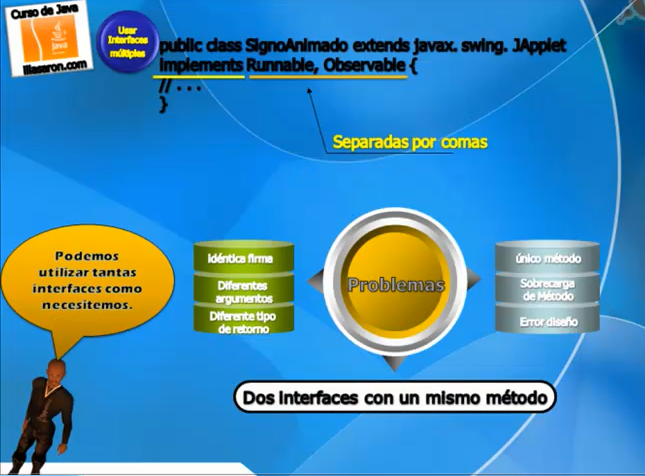 Curso de Java
Java
illasaron.com
Usar
Interfaces
múltiples
public class SignoAnimado extends javax. swing. JApplet
implements Runnable, Observable {
// . . .
}
Separadas por comas
Podemos
utilizar tantas
interfaces como
necesitemos.
Idéntica firma
Diferentes
argumentos
Diferente tipo
de retorno
Problemas
único método
Sobrecarga
de Método
Error diseño
Dos interfaces con un mismo método